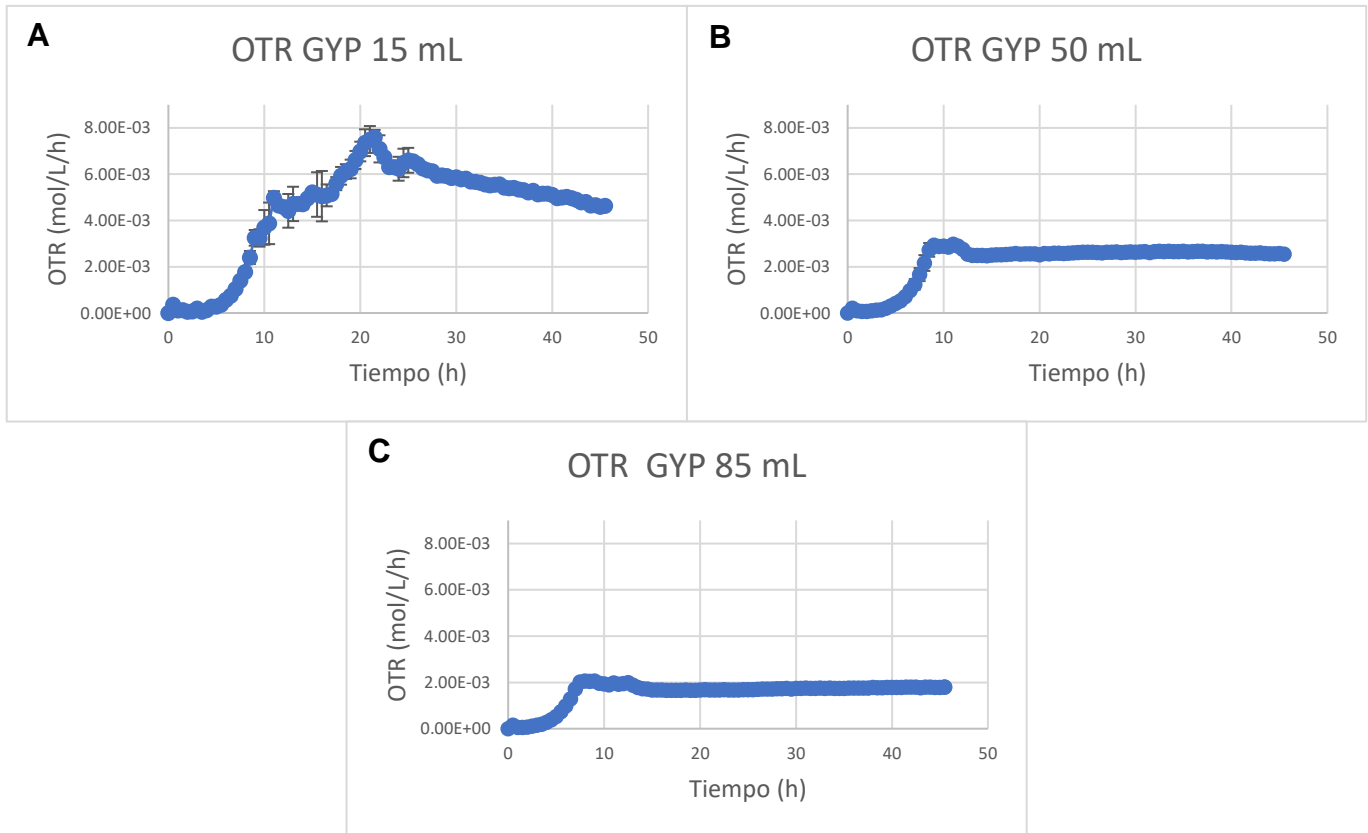 A
OTR GYP 15 mL
OTR (mol/L/h)
8.00E-03
6.00E-03
4.00E-03
2.00E-03
0.00E+00
0 10 20 30 40 50
Tiempo (h)
B
OTR GYP 50 mL
OTR (mol/L/h)
8.00E-03
6.00E-03
4.00E-03
2.00E-03
0.00E+00
0 10 20 30 40 50
Tiempo (h)
C
OTR GYP 85 mL
OTR (mol/L/h)
8.00E-03
6.00E-03
4.00E-03
2.00E-03
0.00E+00
0 10 20 30 40 50
Tiempo (h)